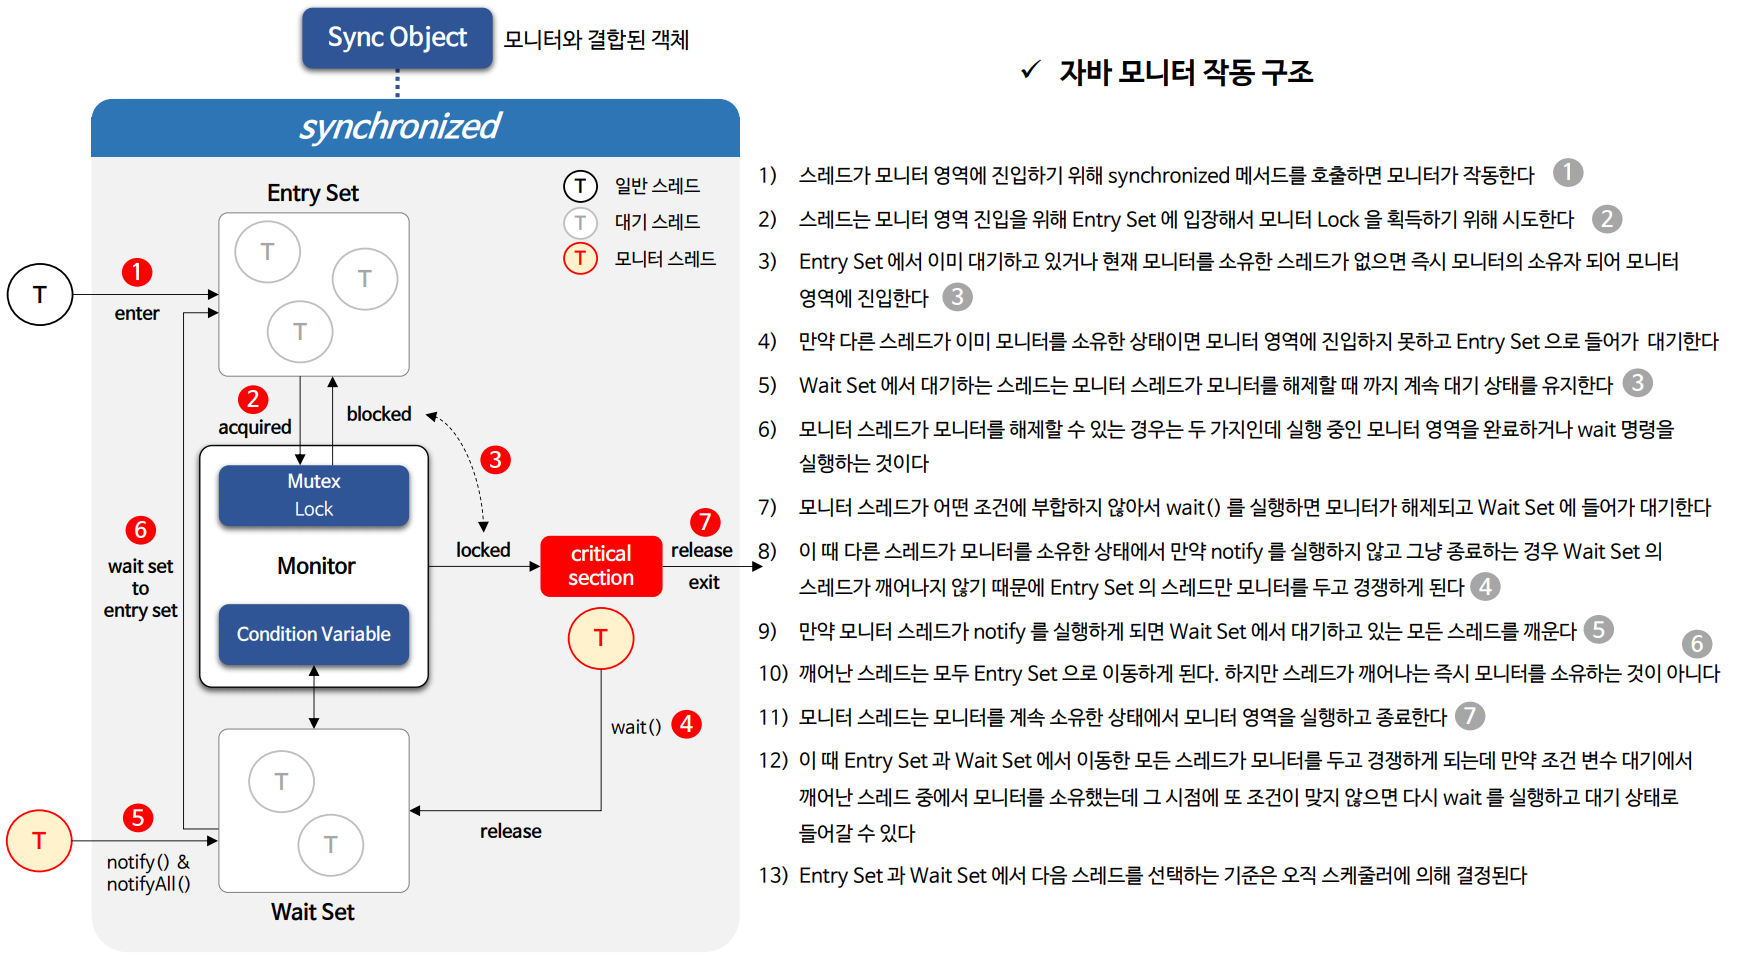 Sync Object
모니터와 결합된 객체
synchronized
Entry Set
T 일반 스레드
T 대기 스레드
T 모니터 스레드
T
T
T
T
1
enter
2
acquired
blocked
3
Mutex
Lock
Monitor
Condition Variable
locked
critical
section
7
release
exit
6
wait set
to
entry set
T
wait() 4
T
T
release
T
5
notify() &
notifyAll()
Wait Set
✓ 자바 모니터 작동 구조
1) 스레드가 모니터 영역에 진입하기 위해 synchronized 메서드를 호출하면 모니터가 작동한다 1
2) 스레드는 모니터 영역 진입을 위해 Entry Set 에 입장해서 모니터 Lock 을 획득하기 위해 시도한다 2
3) Entry Set 에서 이미 대기하고 있거나 현재 모니터를 소유한 스레드가 없으면 즉시 모니터의 소유자 되어 모니터
영역에 진입한다 3
4) 만약 다른 스레드가 이미 모니터를 소유한 상태이면 모니터 영역에 진입하지 못하고 Entry Set 으로 들어가 대기한다
5) Wait Set 에서 대기하는 스레드는 모니터 스레드가 모니터를 해제할 때 까지 계속 대기 상태를 유지한다 3
6) 모니터 스레드가 모니터를 해제할 수 있는 경우는 두 가지인데 실행 중인 모니터 영역을 완료하거나 wait 명령을
실행하는 것이다
7) 모니터 스레드가 어떤 조건에 부합하지 않아서 wait() 를 실행하면 모니터가 해제되고 Wait Set 에 들어가 대기한다
8) 이 때 다른 스레드가 모니터를 소유한 상태에서 만약 notify 를 실행하지 않고 그냥 종료하는 경우 Wait Set 의
스레드가 깨어나지 않기 때문에 Entry Set 의 스레드만 모니터를 두고 경쟁하게 된다 4
9) 만약 모니터 스레드가 notify 를 실행하게 되면 Wait Set 에서 대기하고 있는 모든 스레드를 깨운다 5
6
10) 깨어난 스레드는 모두 Entry Set 으로 이동하게 된다. 하지만 스레드가 깨어나는 즉시 모니터를 소유하는 것이 아니다
11) 모니터 스레드는 모니터를 계속 소유한 상태에서 모니터 영역을 실행하고 종료한다 7
12) 이 때 Entry Set 과 Wait Set 에서 이동한 모든 스레드가 모니터를 두고 경쟁하게 되는데 만약 조건 변수 대기에서
깨어난 스레드 중에서 모니터를 소유했는데 그 시점에 또 조건이 맞지 않으면 다시 wait 를 실행하고 대기 상태로
들어갈 수 있다
13) Entry Set 과 Wait Set 에서 다음 스레드를 선택하는 기준은 오직 스케줄러에 의해 결정된다